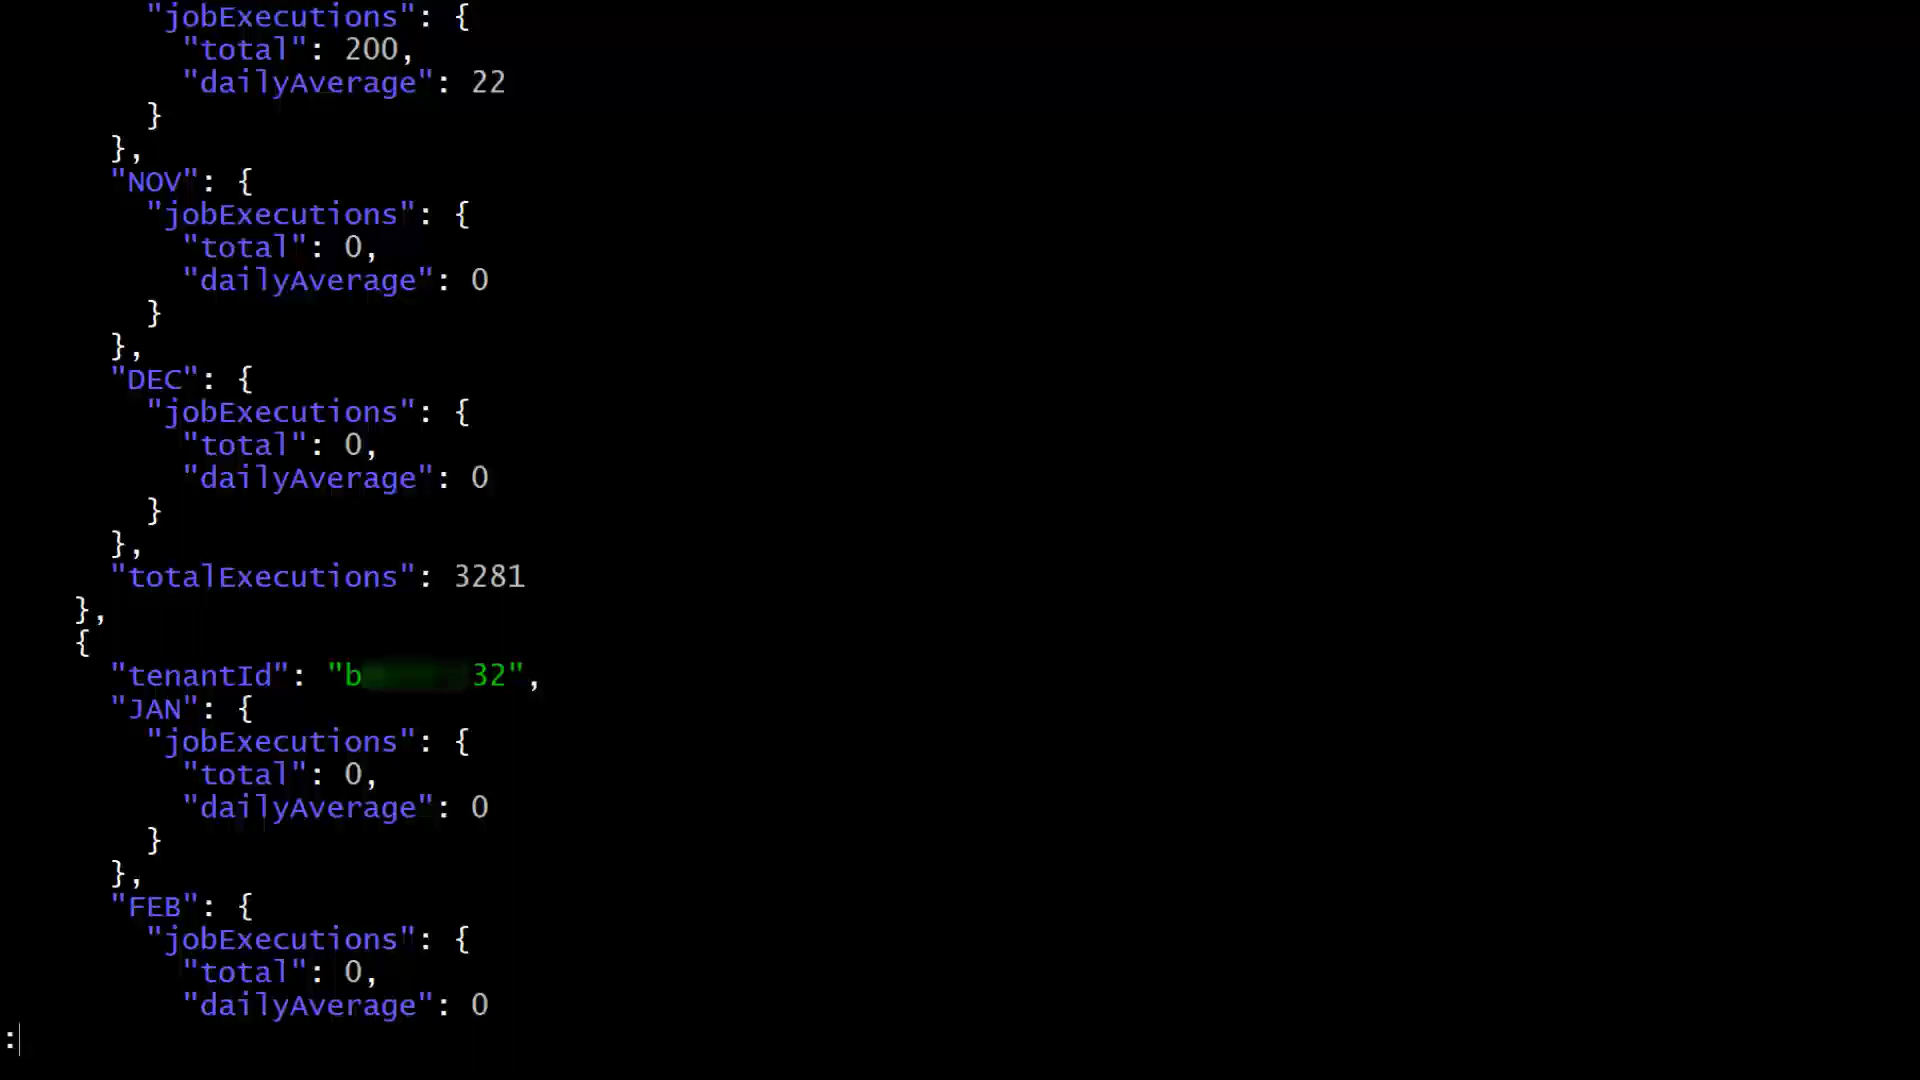 "jobExecutions": {
"total": 200,
"dailyAverage": 22
}
},
"NOV": {
"jobExecutions": {
"total": 0,
"dailyAverage": 0
}
},
"DEC": {
"jobExecutions": {
"total": 0,
"dailyAverage": 0
}
},
"totalExecutions": 3281
},
{
"tenantId": "b 32",
"JAN": {
"jobExecutions": {
"total": 0,
"dailyAverage": 0
}
},
"FEB": {
"jobExecutions": {
"total": 0,
"dailyAverage": 0
: